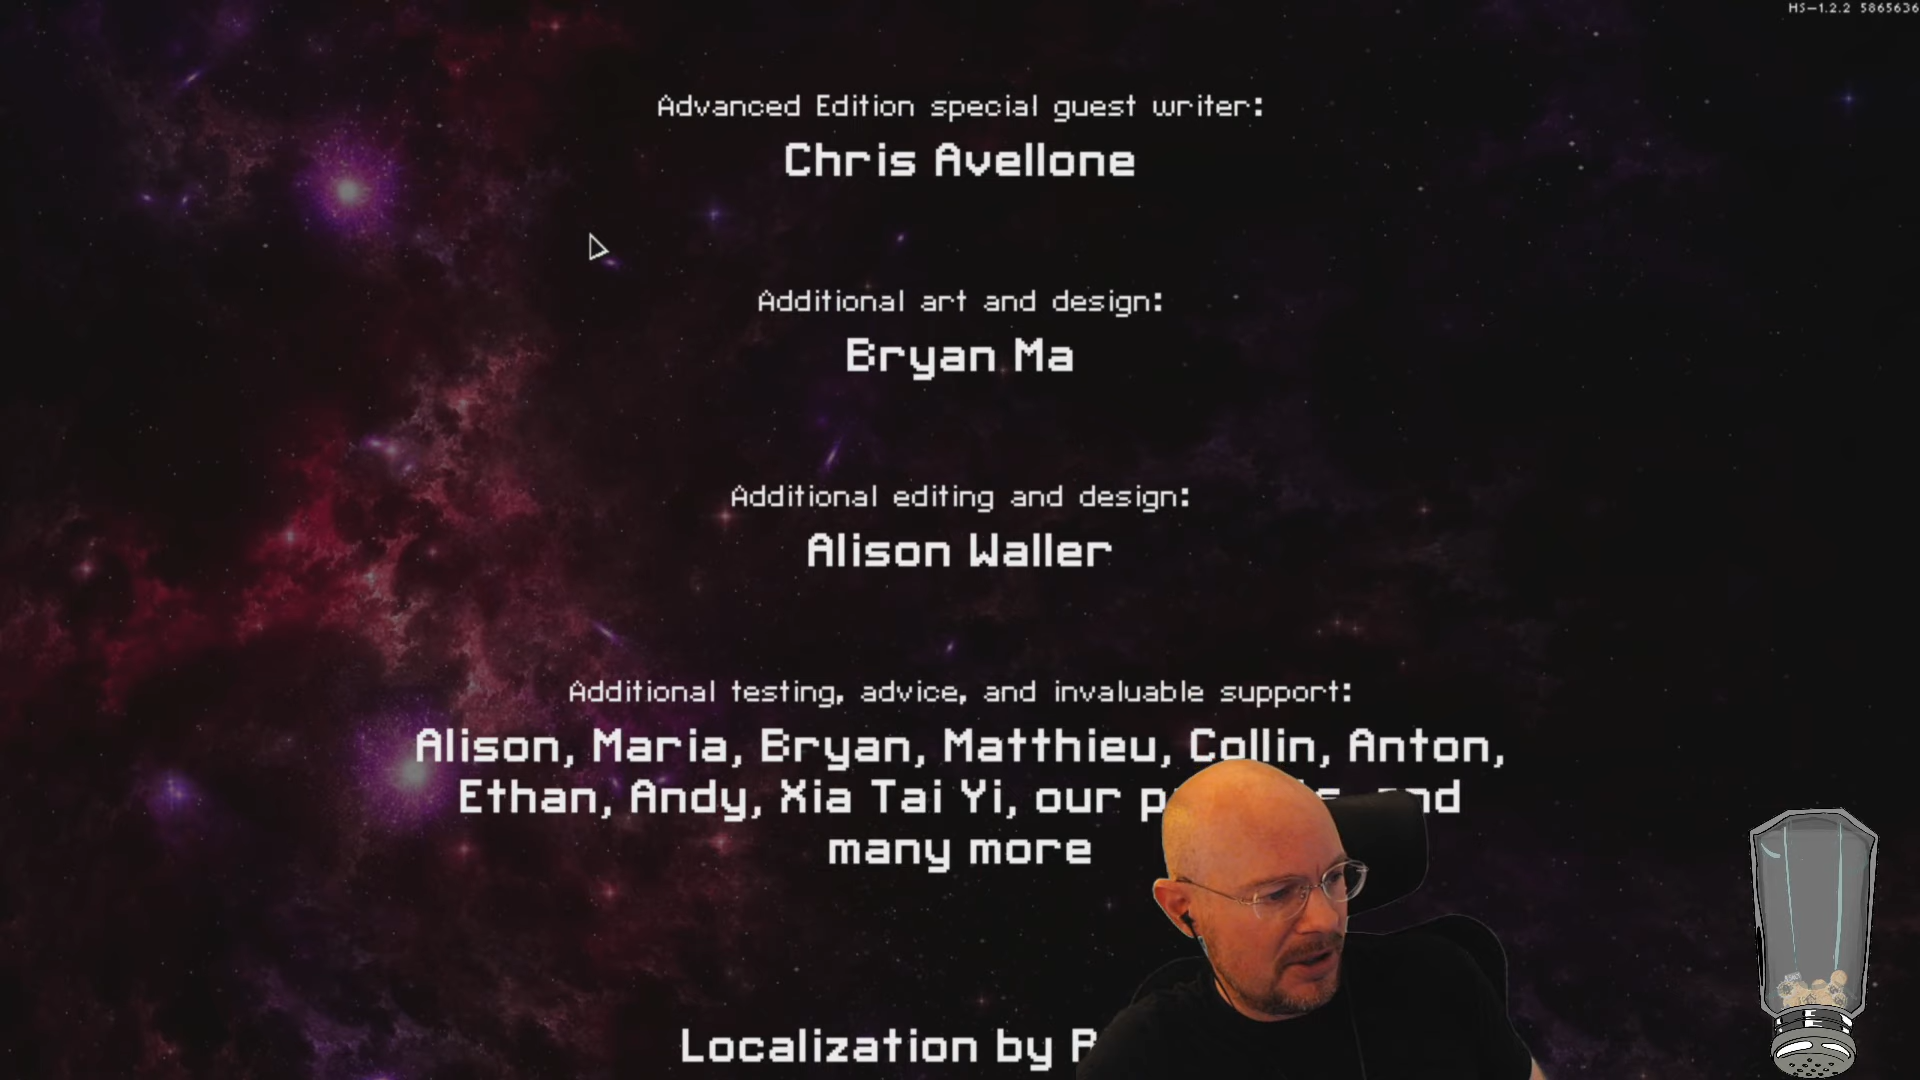 HS-1.2.2 5865636
Advanced Edition special guest writer:
Chris Avellone
Additional art and design:
Bryan Ma
Additional editing and design:
Alison Waller
Additional testing, advice, and invaluable support:
Alison, Maria, Bryan, Matthieu, Collin, Anton,
Ethan, Andy, Xia Tai Yi, our and
many more
Localization by